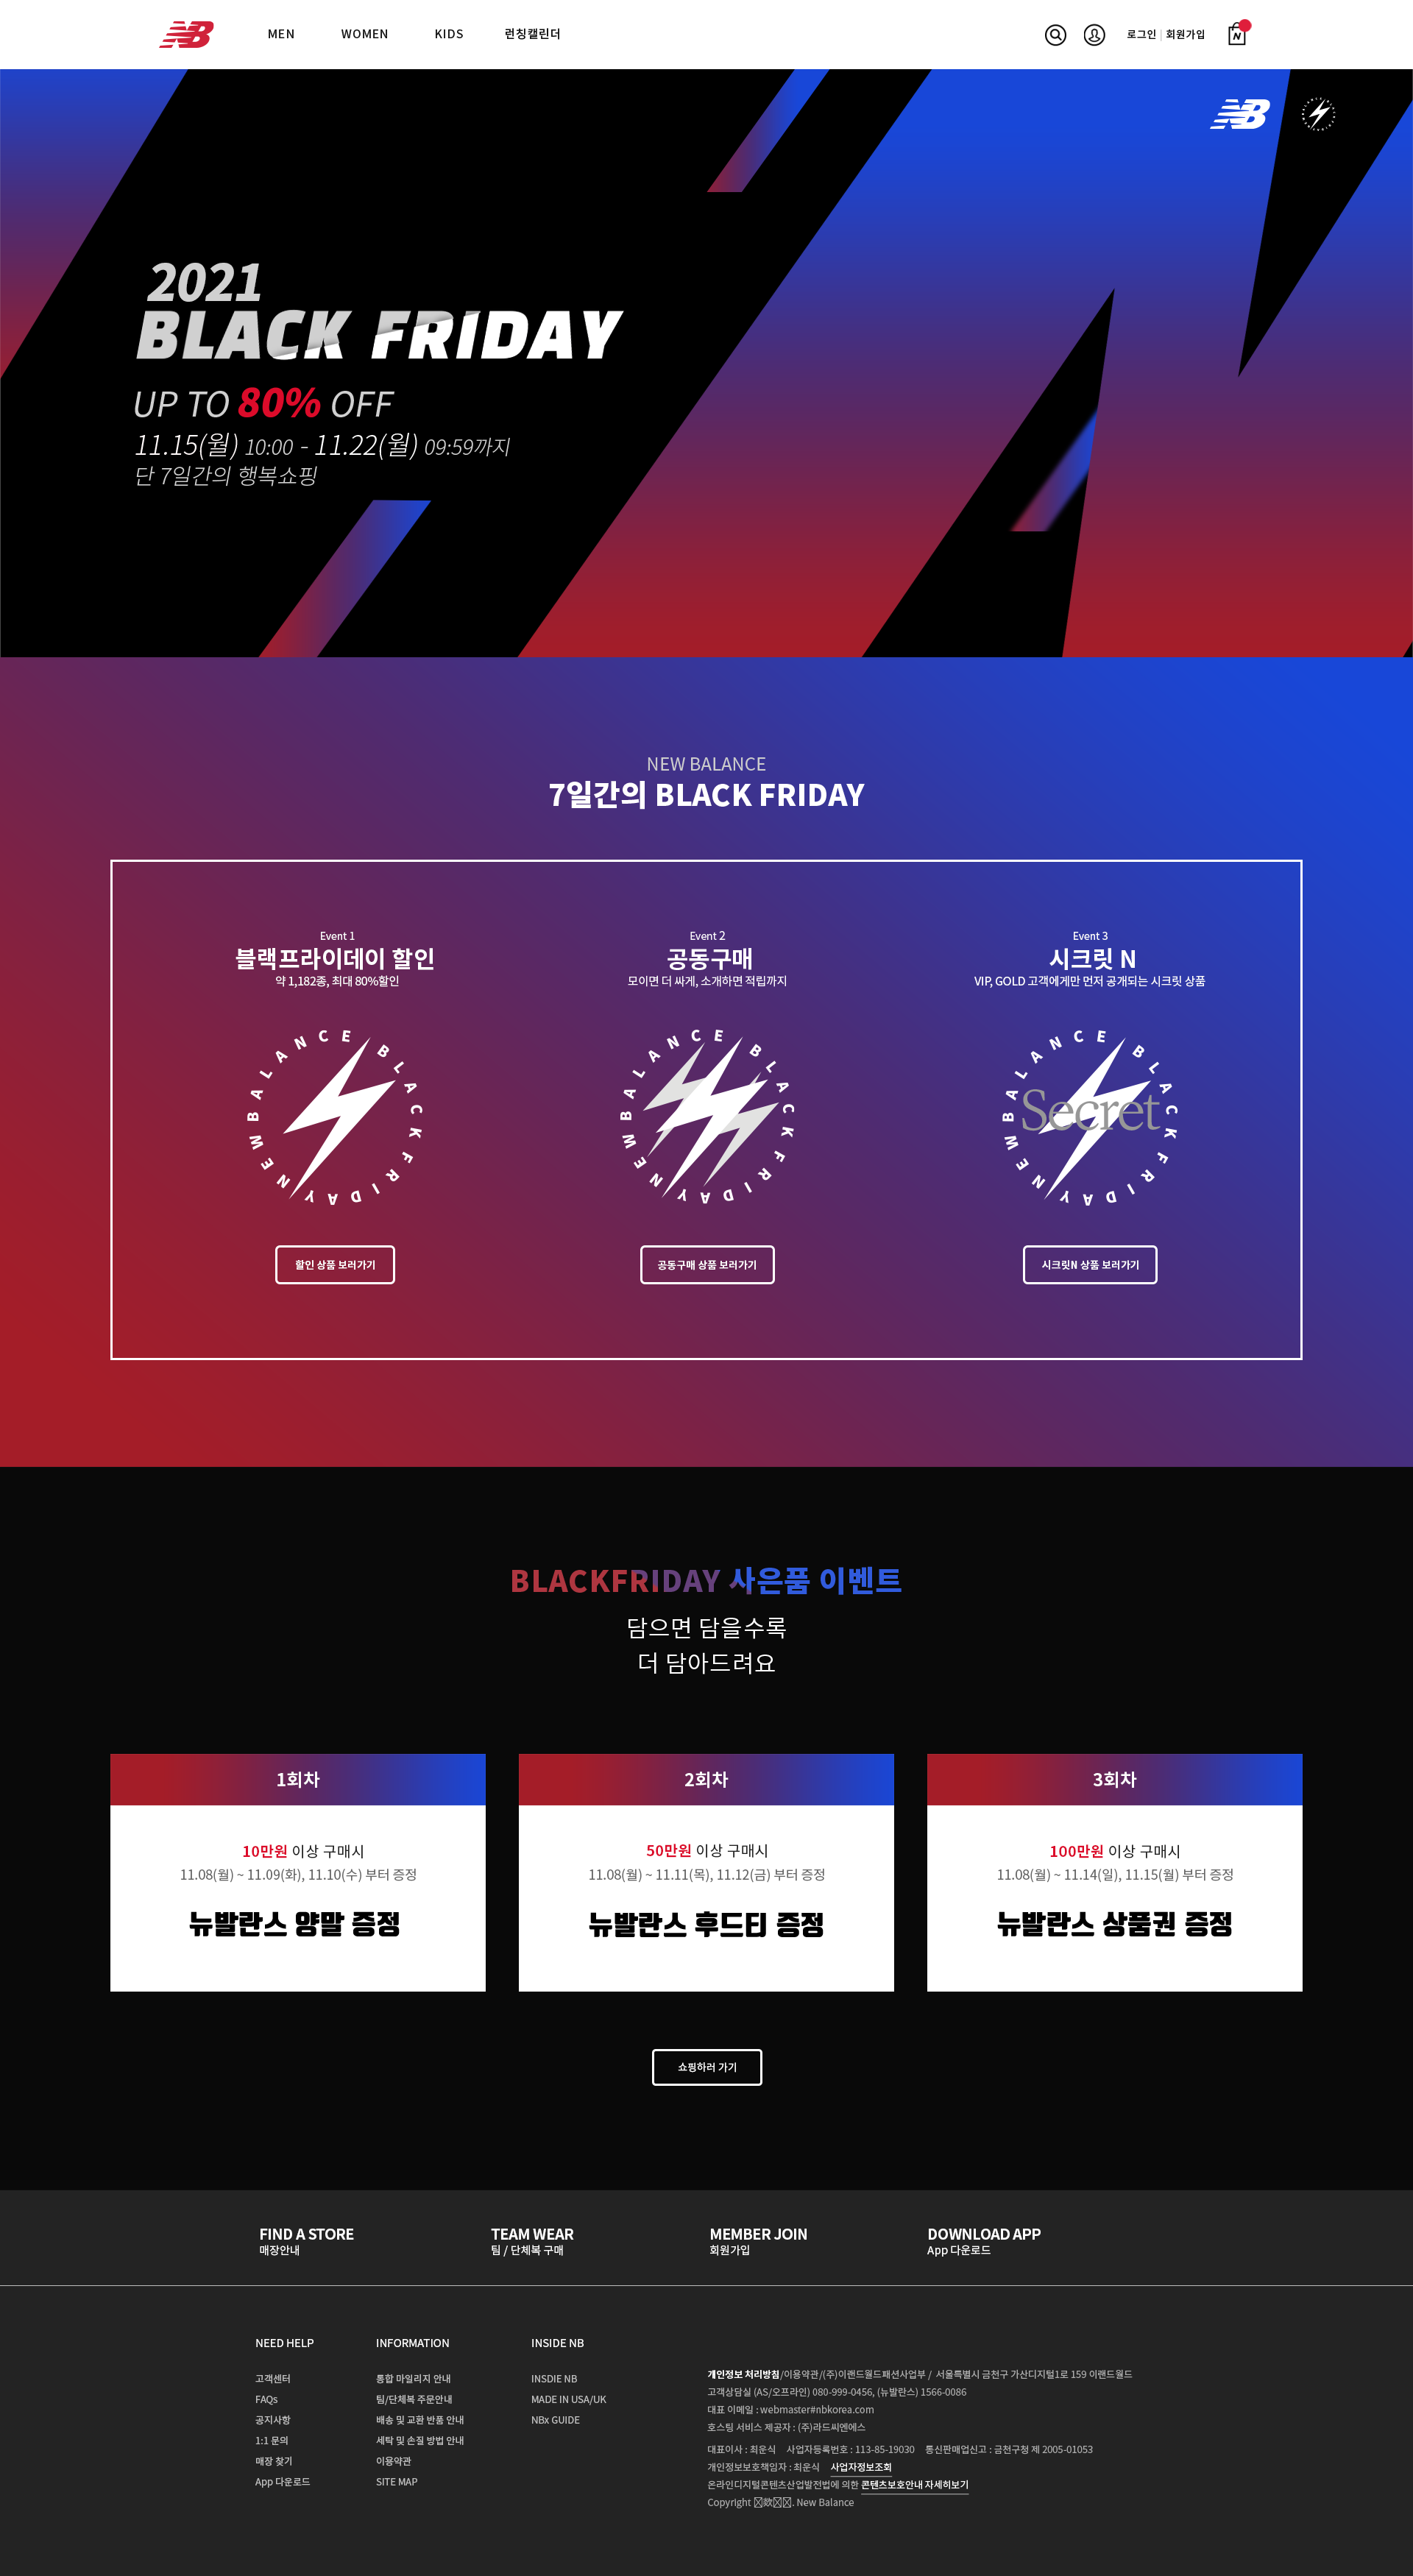 NB
MEN
WOMEN
KIDS
런칭캘린더
로그인 | 회원가입
N
NB
2021
BLACK FRIDAY
UP TO 80% OFF
11.15(월) 10:00 - 11.22(월) 09:59까지
단 7일간의 행복쇼핑
NEW BALANCE
7일간의 BLACK FRIDAY
Event 1
블랙프라이데이 할인
약 1,182종, 최대 80%할인
NEW BALANCE BLACK FRIDAY
할인 상품 보러가기
Event 2
공동구매
모이면 더 싸게, 소개하면 적립까지
NEW BALANCE BLACK FRIDAY
공동구매 상품 보러가기
Event 3
시크릿 N
VIP, GOLD 고객에게만 먼저 공개되는 시크릿 상품
NEW BALANCE BLACK FRIDAY
Secret
시크릿N 상품 보러가기
BLACKFRIDAY 사은품 이벤트
담으면 담을수록
더 담아드려요
1회차
10만원 이상 구매시
11.08(월) ~ 11.09(화), 11.10(수) 부터 증정
뉴발란스 양말 증정
2회차
50만원 이상 구매시
11.08(월) ~ 11.11(목), 11.12(금) 부터 증정
뉴발란스 후드티 증정
3회차
100만원 이상 구매시
11.08(월) ~ 11.14(일), 11.15(월) 부터 증정
뉴발란스 상품권 증정
쇼핑하러 가기
FIND A STORE
매장안내
TEAM WEAR
팀 / 단체복 구매
MEMBER JOIN
회원가입
DOWNLOAD APP
App 다운로드
NEED HELP
고객센터
FAQs
공지사항
1:1 문의
매장 찾기
App 다운로드
INFORMATION
통합 마일리지 안내
팀/단체복 주문안내
배송 및 교환 반품 안내
세탁 및 손질 방법 안내
이용약관
SITE MAP
INSIDE NB
INSDIE NB
MADE IN USA/UK
NBx GUIDE
개인정보 처리방침/이용약관/(주)이랜드월드패션사업부 / 서울특별시 금천구 가산디지털1로 159 이랜드월드
고객상담실 (AS/오프라인) 080-999-0456, (뉴발란스) 1566-0086
대표 이메일 : webmaster#nbkorea.com
호스팅 서비스 제공자 : (주)라드씨엔에스
대표이사 : 최운식 사업자등록번호 : 113-85-19030 통신판매업신고 : 금천구청 제 2005-01053
개인정보보호책임자 : 최운식 사업자정보조회
온라인디지털콘텐츠산업발전법에 의한 콘텐츠보호안내 자세히보기
Copyright . New Balance